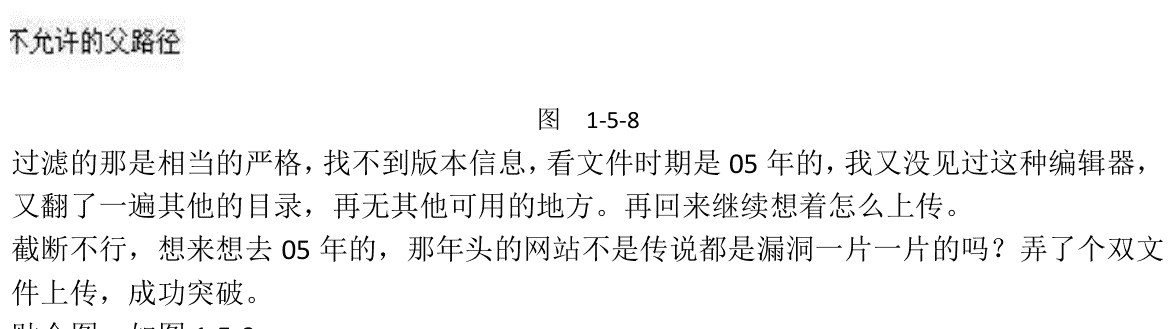 不允许的父路径
图 1-5-8
过滤的那是相当的严格，找不到版本信息，看文件时期是 05 年的，我又没见过这种编辑器，
又翻了一遍其他的目录，再无其他可用的地方。再回来继续想着怎么上传。
截断不行，想来想去 05 年的，那年头的网站不是传说都是漏洞一片一片的吗？弄了个双文
件上传，成功突破。